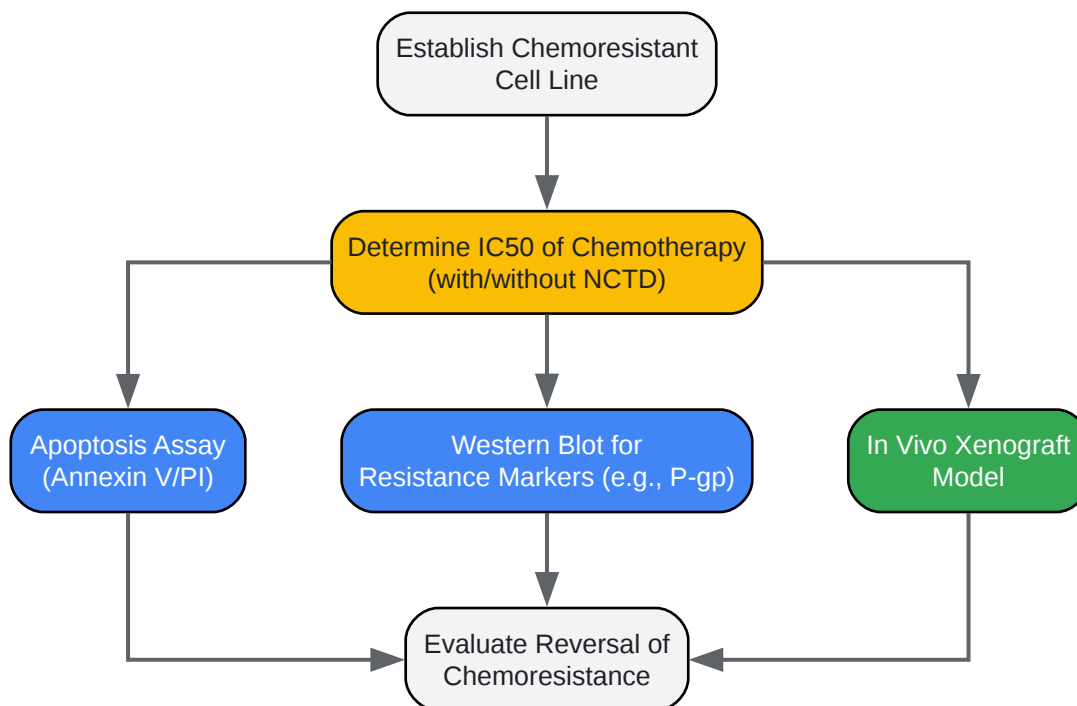 Establish Chemoresistant
Cell Line
Determine IC50 of Chemotherapy
(with/without NCTD)
Apoptosis Assay
(Annexin V/PI)
Western Blot for
Resistance Markers (e.g., P-gp)
In Vivo Xenograft
Model
Evaluate Reversal of
Chemoresistance